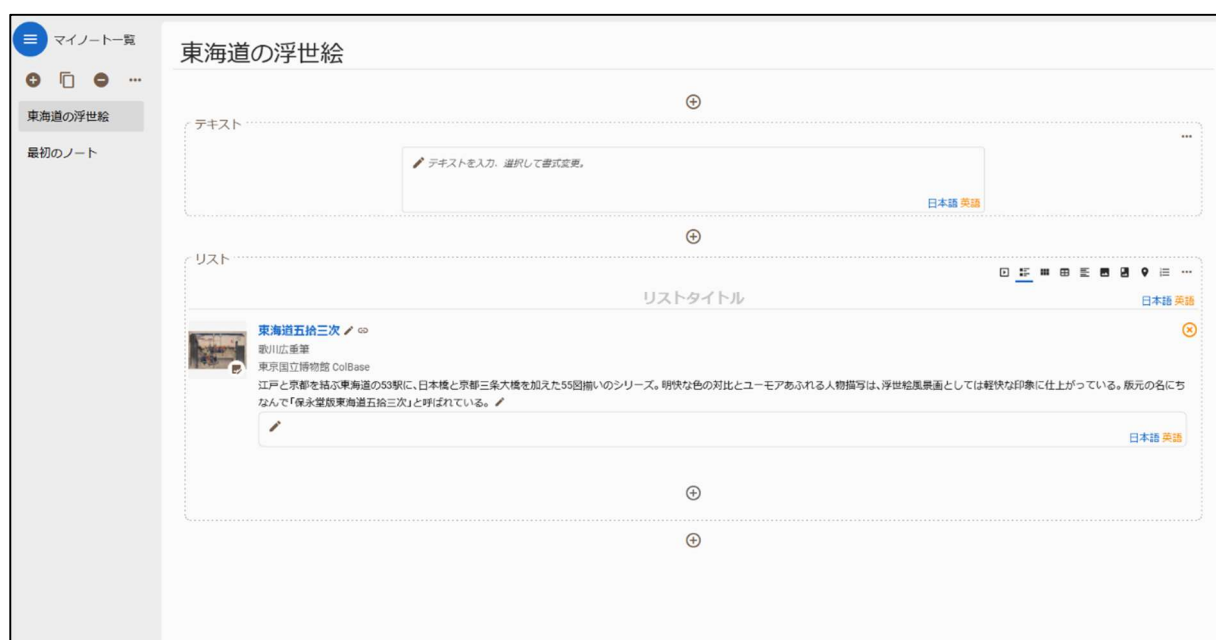 マイノート一覧
東海道の浮世絵
最初のノート
東海道の浮世絵
テキスト
テキストを入力、選択して書式変更。
日本語 英語
リスト
リストタイトル
日本語 英語
東海道五拾三次
歌川広重筆
東京国立博物館 ColBase
江戸と京都を結ぶ東海道の53駅に、日本橋と京都三条大橋を加えた55図揃いのシリーズ。明快な色の対比とユーモアあふれる人物描写は、浮世絵風景画としては軽快な印象に仕上がっている。版元の名にち
なんで「保永堂版東海道五拾三次」と呼ばれている。
日本語 英語